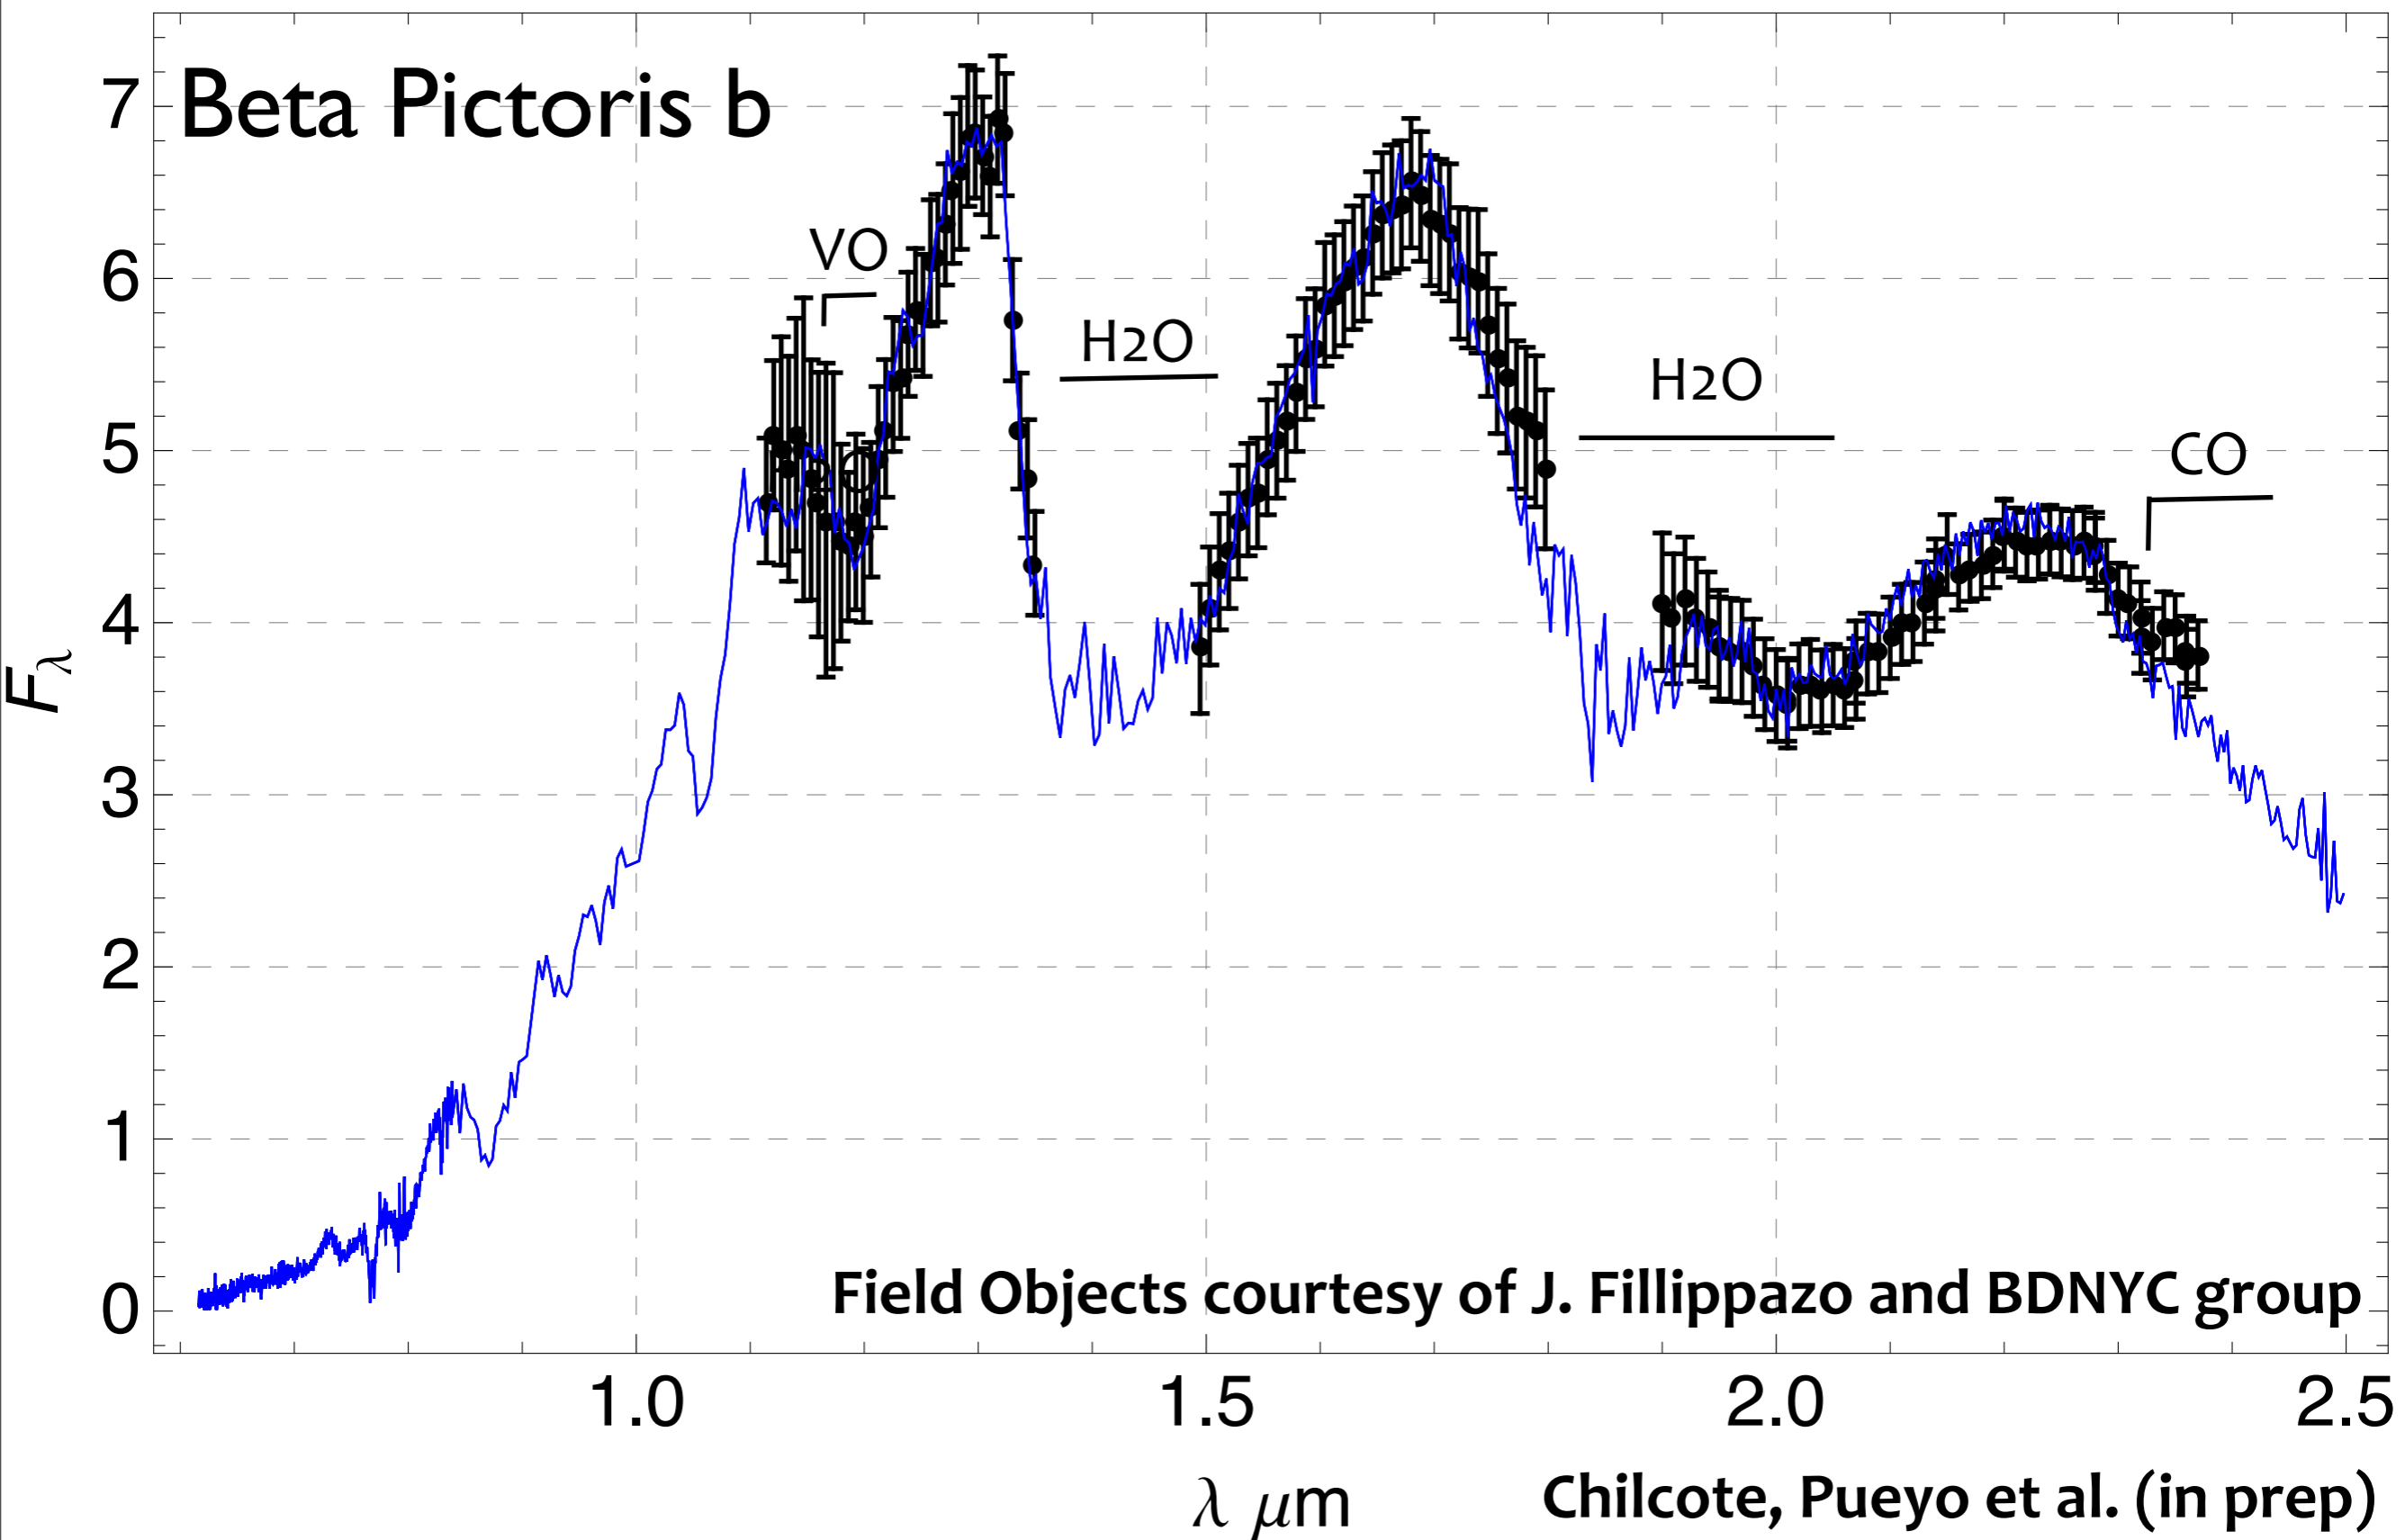 Beta Pictoris b
7
6
5
4
3
2
1
0
Fλ
VO
H2O
H2O
CO
Field Objects courtesy of J. Fillippazo and BDNYC group
1.0
1.5
2.0
2.5
λ μm
Chilcote, Pueyo et al. (in prep)